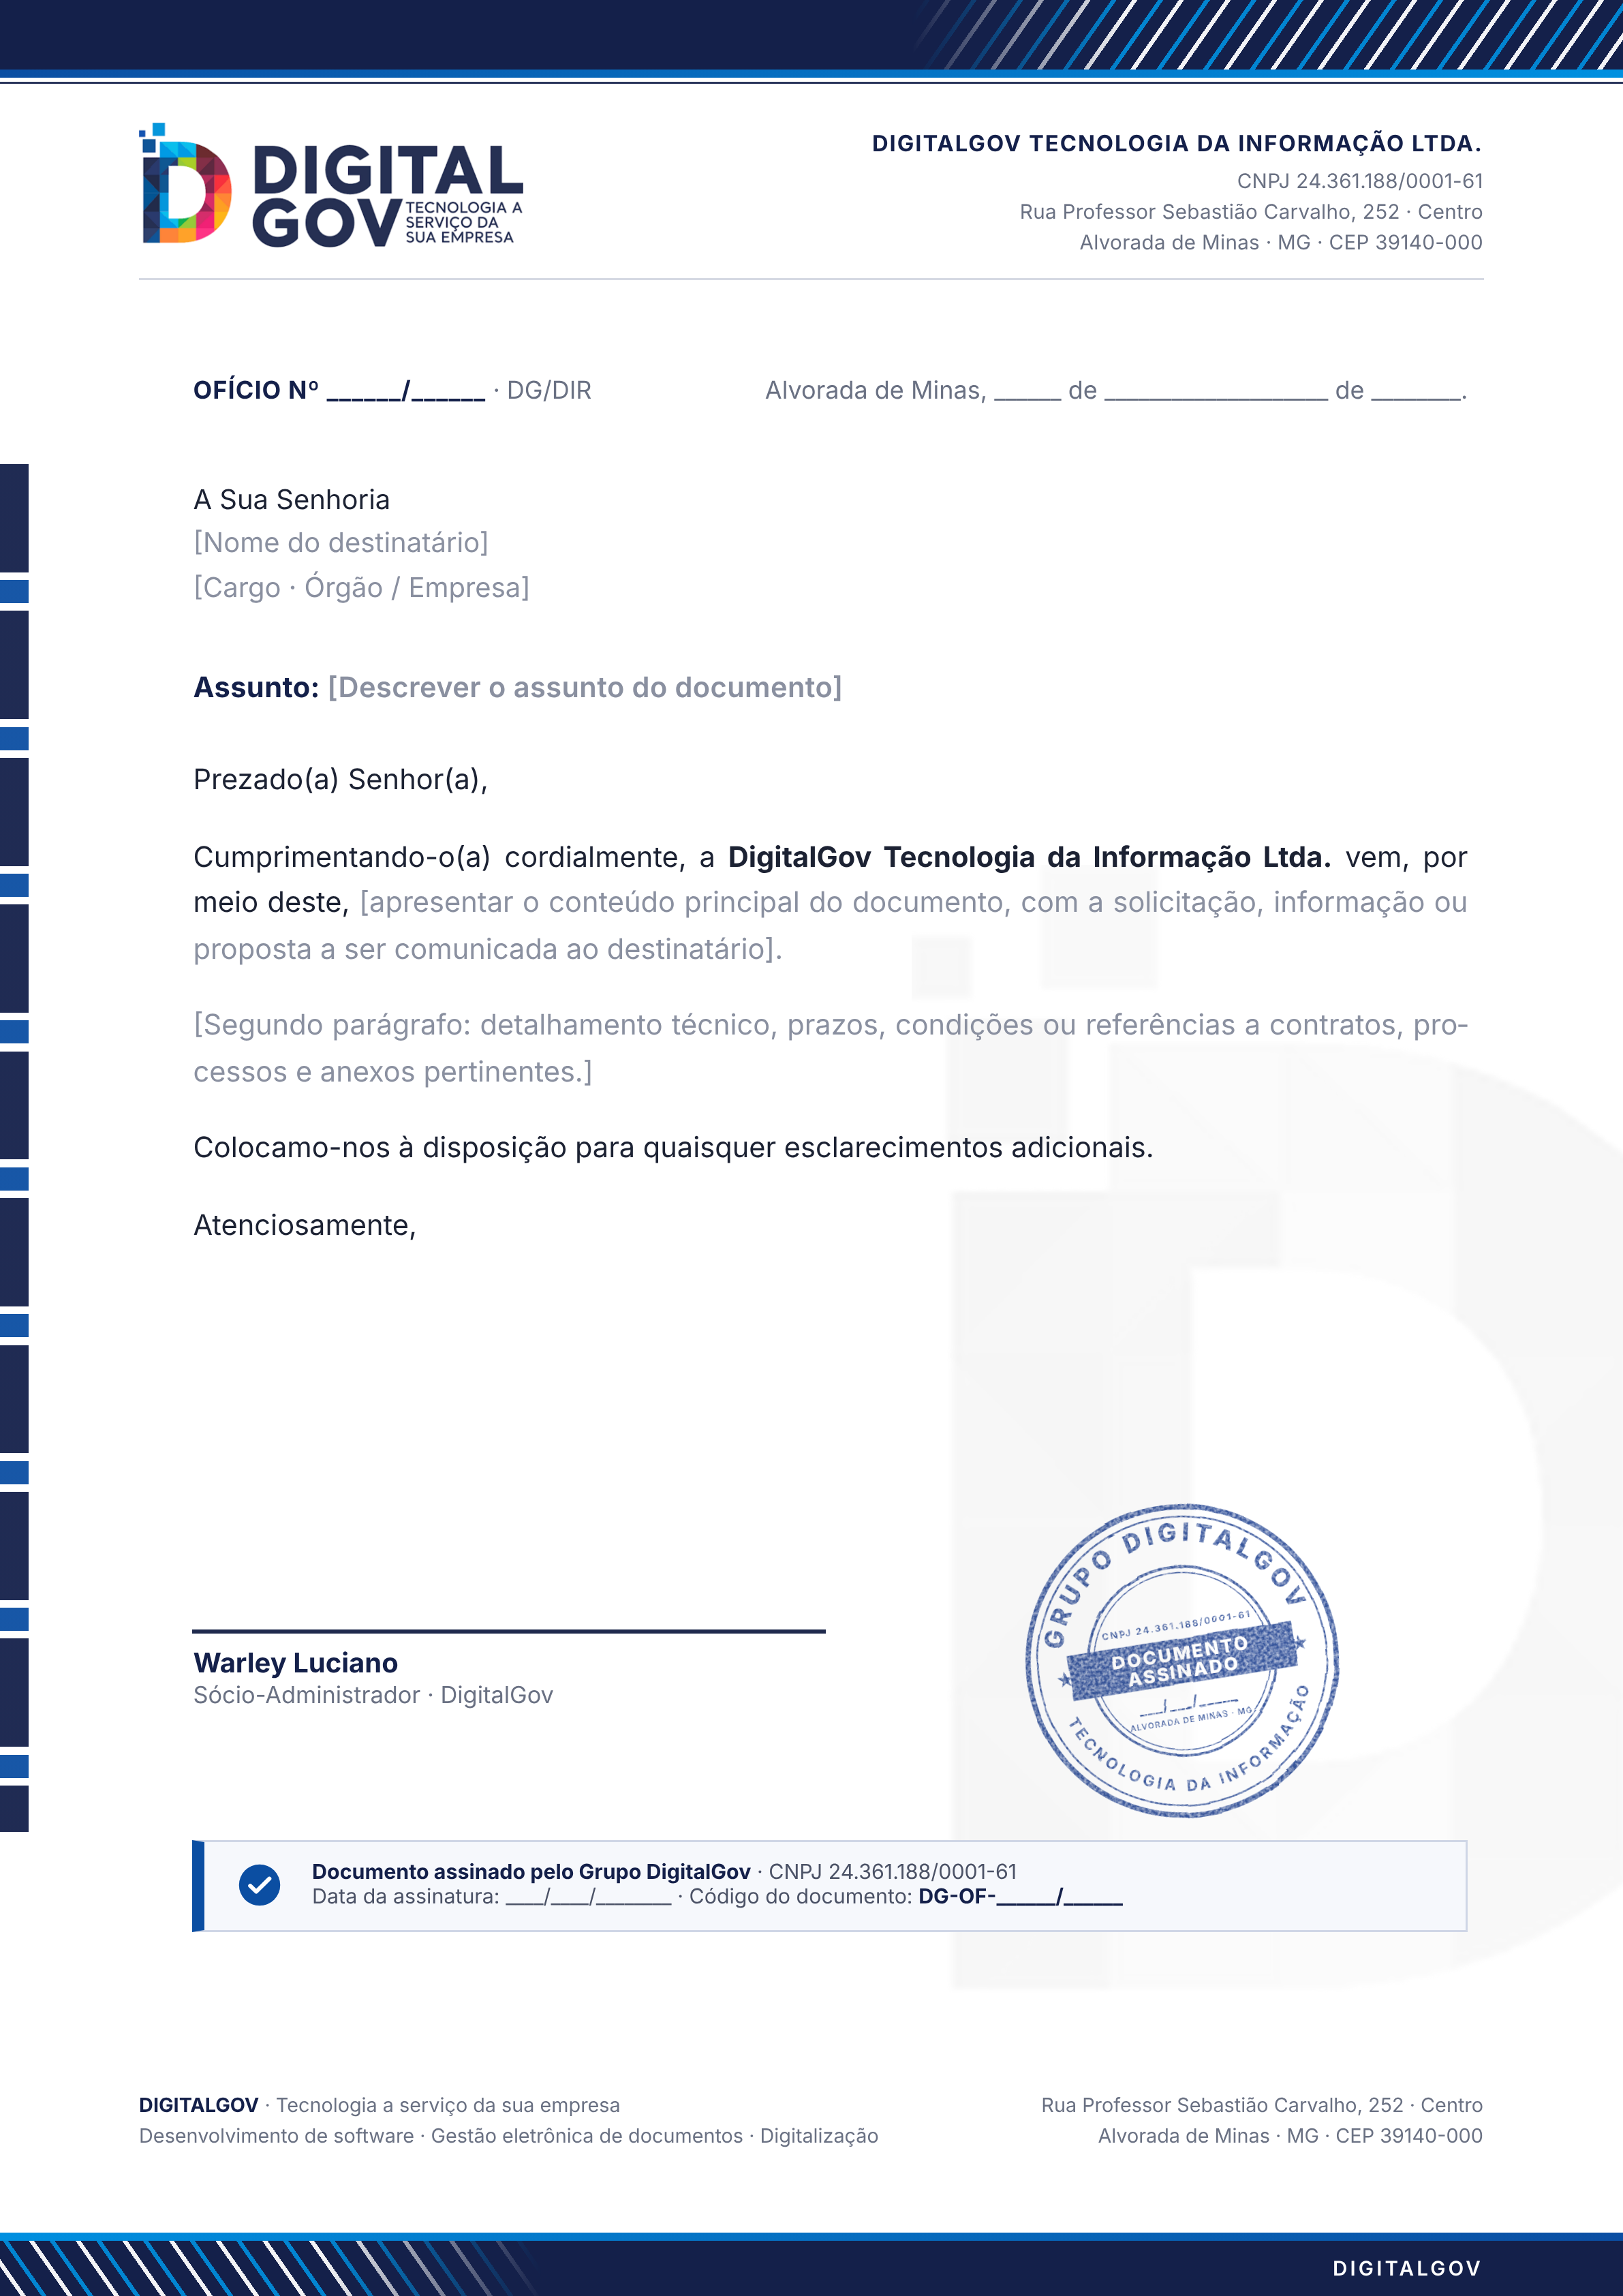 DIGITAL
GOV
TECNOLOGIA A
SERVIÇO DA
SUA EMPRESA
DIGITALGOV TECNOLOGIA DA INFORMAÇÃO LTDA.
CNPJ 24.361.188/0001-61
Rua Professor Sebastião Carvalho, 252 · Centro
Alvorada de Minas · MG · CEP 39140-000
OFÍCIO Nº ______/______ · DG/DIR
Alvorada de Minas, ______ de ____________________ de ________.
A Sua Senhoria
[Nome do destinatário]
[Cargo · Órgão / Empresa]
Assunto: [Descrever o assunto do documento]
Prezado(a) Senhor(a),
Cumprimentando-o(a) cordialmente, a DigitalGov Tecnologia da Informação Ltda. vem, por
meio deste, [apresentar o conteúdo principal do documento, com a solicitação, informação ou
proposta a ser comunicada ao destinatário].
[Segundo parágrafo: detalhamento técnico, prazos, condições ou referências a contratos, pro-
cessos e anexos pertinentes.]
Colocamo-nos à disposição para quaisquer esclarecimentos adicionais.
Atenciosamente,
Warley Luciano
Sócio-Administrador · DigitalGov
GRUPO DIGITALGOV
CNPJ 24.361.188/0001-61
DOCUMENTO
ASSINADO
__/__/____
ALVORADA DE MINAS · MG
TECNOLOGIA DA INFORMAÇÃO
Documento assinado pelo Grupo DigitalGov · CNPJ 24.361.188/0001-61
Data da assinatura: ____/____/________ · Código do documento: DG-OF-______/______
DIGITALGOV · Tecnologia a serviço da sua empresa
Desenvolvimento de software · Gestão eletrônica de documentos · Digitalização
Rua Professor Sebastião Carvalho, 252 · Centro
Alvorada de Minas · MG · CEP 39140-000
DIGITALGOV